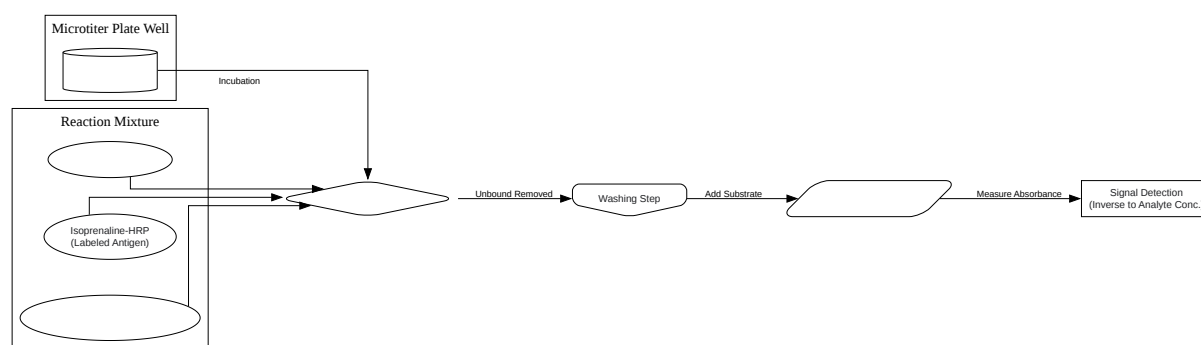 Microtiter Plate Well
Incubation
Reaction Mixture
Isoprenaline-HRP
(Labeled Antigen)
Unbound Removed
Washing Step
Add Substrate
Measure Absorbance
Signal Detection
(Inverse to Analyte Conc.